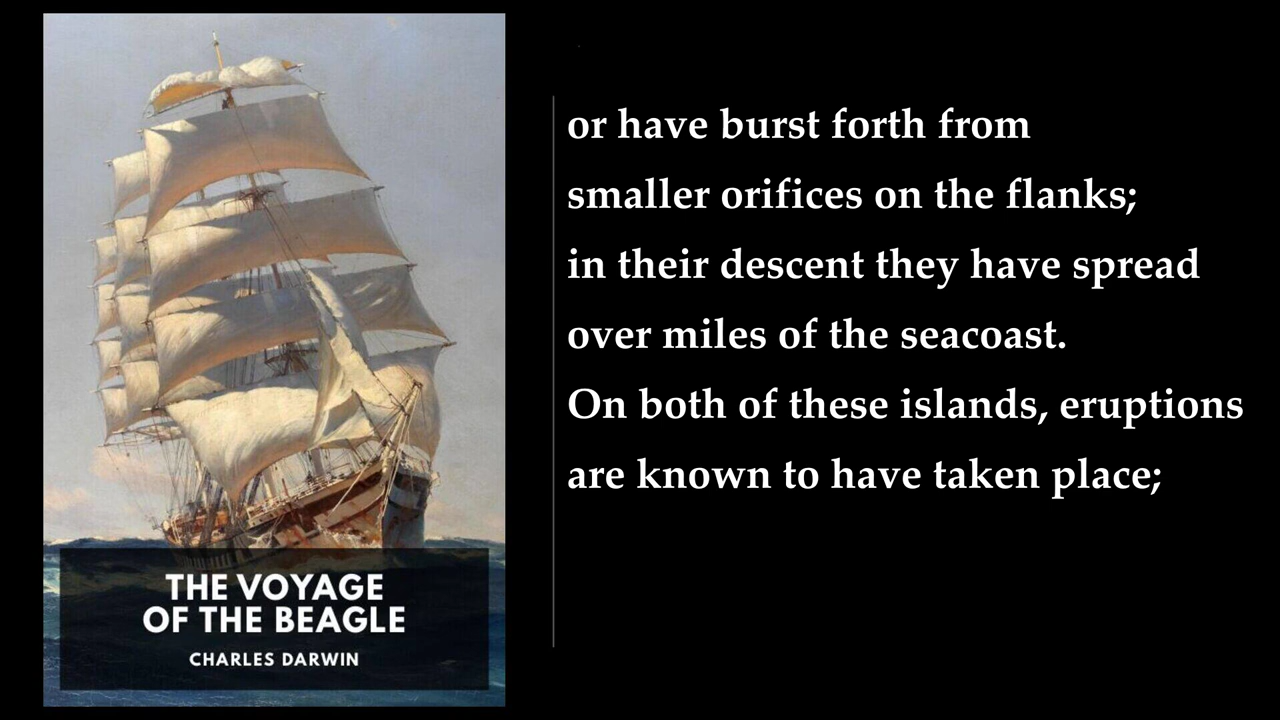 THE VOYAGE
OF THE BEAGLE
CHARLES DARWIN
or have burst forth from
smaller orifices on the flanks;
in their descent they have spread
over miles of the seacoast.
On both of these islands, eruptions
are known to have taken place;